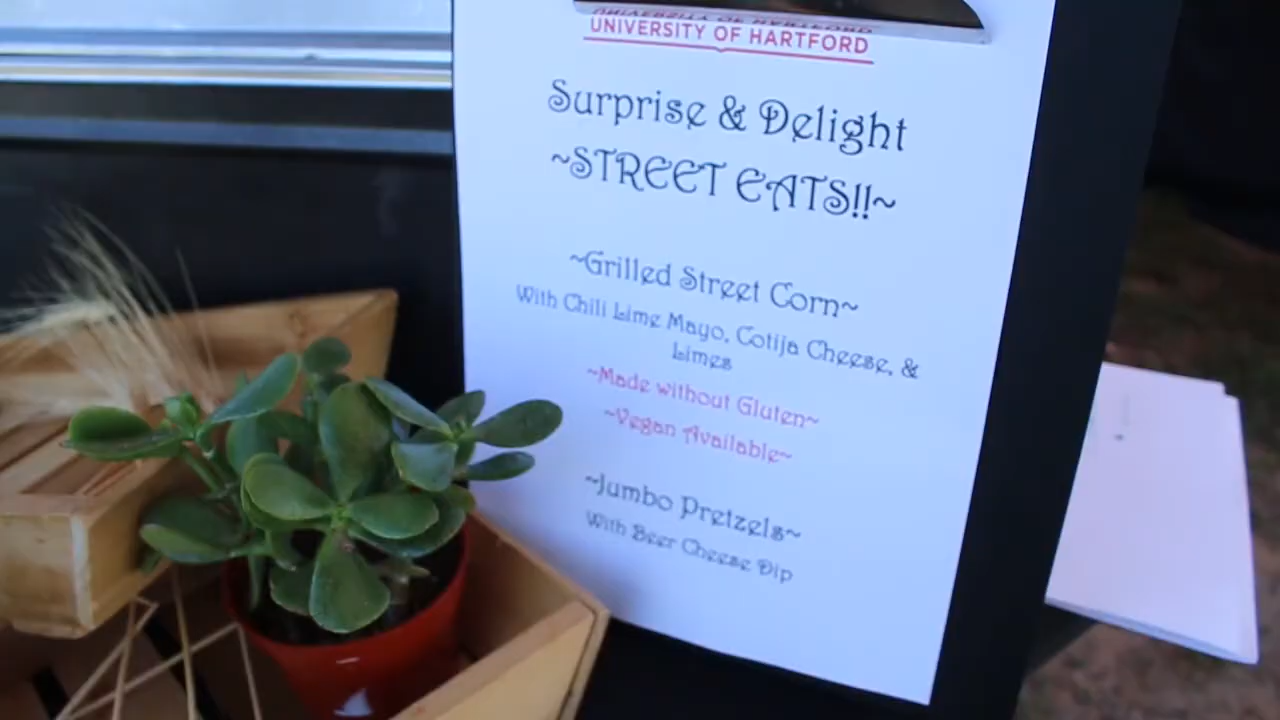 UNIVERSITY OF HARTFORD
Surprise & Delight
~STREET EATS!!~
~Grilled Street Corn~
With Chili Lime Mayo, Cotija Cheese, &
Limes
~Made without Gluten~
~Vegan Available~
~Jumbo Pretzels~
With Beer Cheese Dip